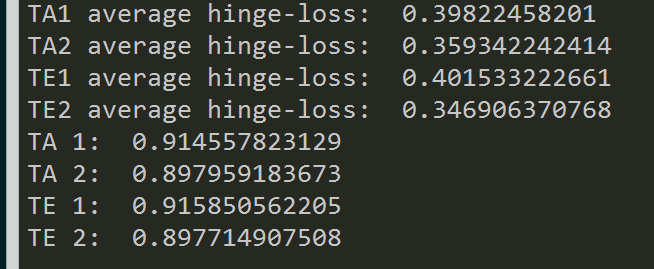 TA1 average hinge-loss:  0.39822458201
TA2 average hinge-loss:  0.359342242414
TE1 average hinge-loss:  0.401533222661
TE2 average hinge-loss:  0.346906370768
TA 1:  0.914557823129
TA 2:  0.897959183673
TE 1:  0.915850562205
TE 2:  0.897714907508